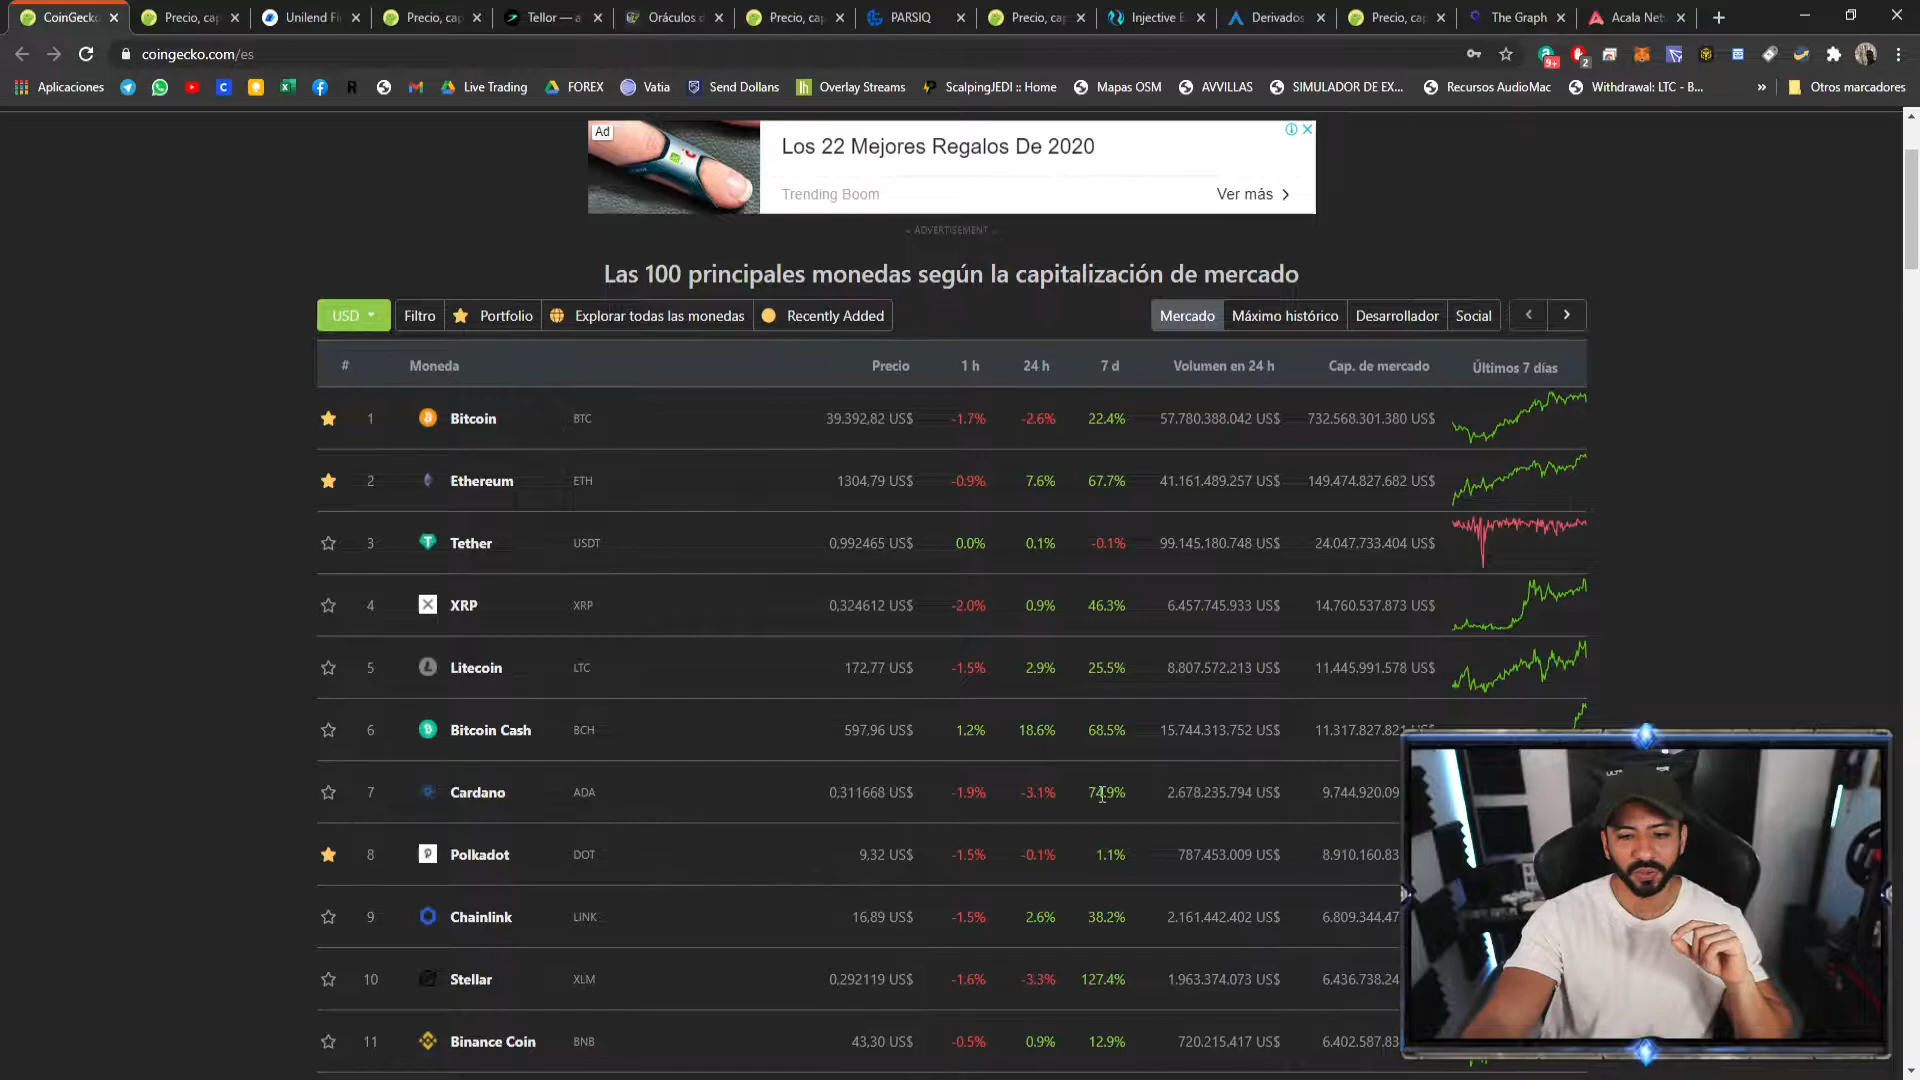 CoinGecko Precio, cap Unilend Fi Precio, cap Tellor — a Oráculos d Precio, cap PARSIQ Precio, cap Injective E Derivados Precio, cap The Graph Acala Net
coingecko.com/es 9+ 2
Aplicaciones Live Trading FOREX Vatia Send Dollans Overlay Streams ScalpingJEDI :: Home Mapas OSM AVVILLAS SIMULADOR DE EX... Recursos AudioMac Withdrawal: LTC - B... » Otros marcadores
Ad
Los 22 Mejores Regalos De 2020
Trending Boom Ver más
- ADVERTISEMENT -
Las 100 principales monedas según la capitalización de mercado
USD Filtro Portfolio Explorar todas las monedas Recently Added Mercado Máximo histórico Desarrollador Social
# Moneda Precio 1 h 24 h 7 d Volumen en 24 h Cap. de mercado Últimos 7 días
1 Bitcoin BTC 39.392,82 US$ -1.7% -2.6% 22.4% 57.780.388.042 US$ 732.568.301.380 US$
2 Ethereum ETH 1304,79 US$ -0.9% 7.6% 67.7% 41.161.489.257 US$ 149.474.827.682 US$
3 Tether USDT 0,992465 US$ 0.0% 0.1% -0.1% 99.145.180.748 US$ 24.047.733.404 US$
4 XRP XRP 0,324612 US$ -2.0% 0.9% 46.3% 6.457.745.933 US$ 14.760.537.873 US$
5 Litecoin LTC 172,77 US$ -1.5% 2.9% 25.5% 8.807.572.213 US$ 11.445.991.578 US$
6 Bitcoin Cash BCH 597,96 US$ 1.2% 18.6% 68.5% 15.744.313.752 US$ 11.317.827.821 US$
7 Cardano ADA 0,311668 US$ -1.9% -3.1% 74.9% 2.678.235.794 US$ 9.744.920.09
8 Polkadot DOT 9,32 US$ -1.5% -0.1% 1.1% 787.453.009 US$ 8.910.160.83
9 Chainlink LINK 16,89 US$ -1.5% 2.6% 38.2% 2.161.442.402 US$ 6.809.344.47
10 Stellar XLM 0,292119 US$ -1.6% -3.3% 127.4% 1.963.374.073 US$ 6.436.738.24
11 Binance Coin BNB 43,30 US$ -0.5% 0.9% 12.9% 720.215.417 US$ 6.402.587.83